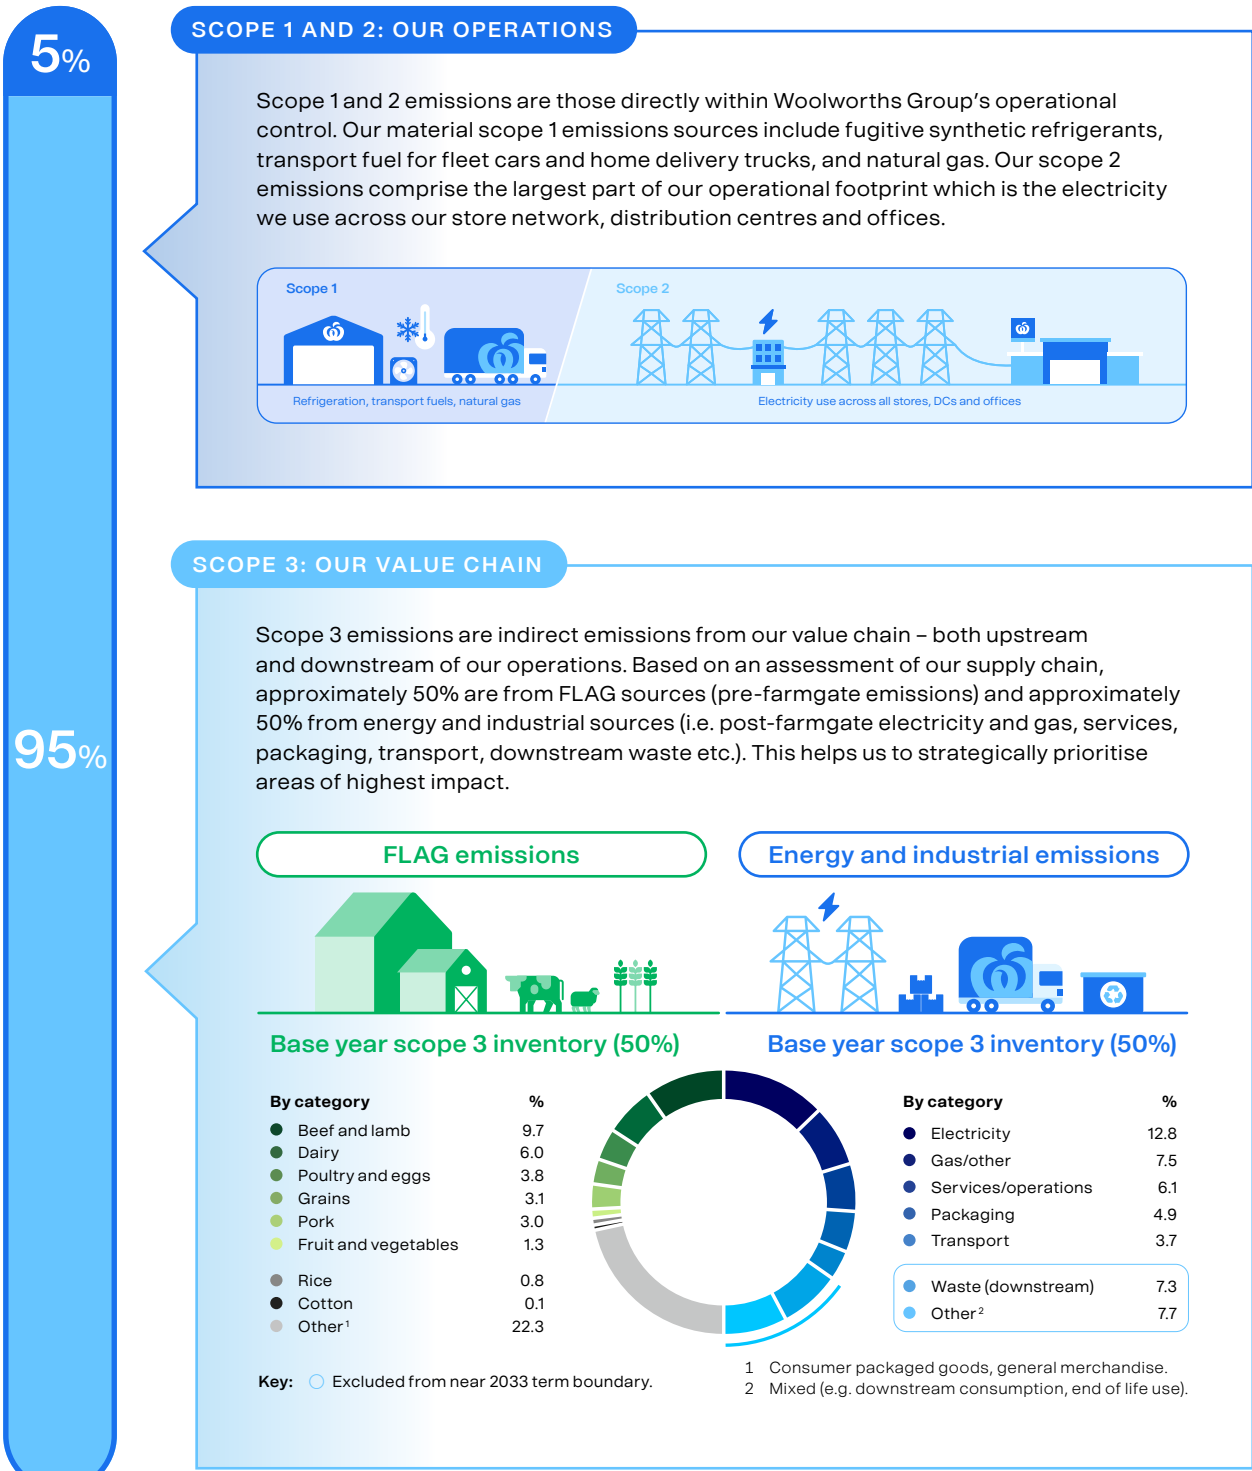 5%
SCOPE 1 AND 2: OUR OPERATIONS
Scope 1 and 2 emissions are those directly within Woolworths Group’s operational
control. Our material scope 1 emissions sources include fugitive synthetic refrigerants,
transport fuel for fleet cars and home delivery trucks, and natural gas. Our scope 2
emissions comprise the largest part of our operational footprint which is the electricity
we use across our store network, distribution centres and offices.
Scope 1
Scope 2
Refrigeration, transport fuels, natural gas
Electricity use across all stores, DCs and offices
95%
SCOPE 3: OUR VALUE CHAIN
Scope 3 emissions are indirect emissions from our value chain – both upstream
and downstream of our operations. Based on an assessment of our supply chain,
approximately 50% are from FLAG sources (pre-farmgate emissions) and approximately
50% from energy and industrial sources (i.e. post-farmgate electricity and gas, services,
packaging, transport, downstream waste etc.). This helps us to strategically prioritise
areas of highest impact.
FLAG emissions
Base year scope 3 inventory (50%)
By category %
Beef and lamb 9.7
Dairy 6.0
Poultry and eggs 3.8
Grains 3.1
Pork 3.0
Fruit and vegetables 1.3
Rice 0.8
Cotton 0.1
Other¹ 22.3
Energy and industrial emissions
Base year scope 3 inventory (50%)
By category %
Electricity 12.8
Gas/other 7.5
Services/operations 6.1
Packaging 4.9
Transport 3.7
Waste (downstream) 7.3
Other² 7.7
Key: Excluded from near 2033 term boundary.
1 Consumer packaged goods, general merchandise.
2 Mixed (e.g. downstream consumption, end of life use).